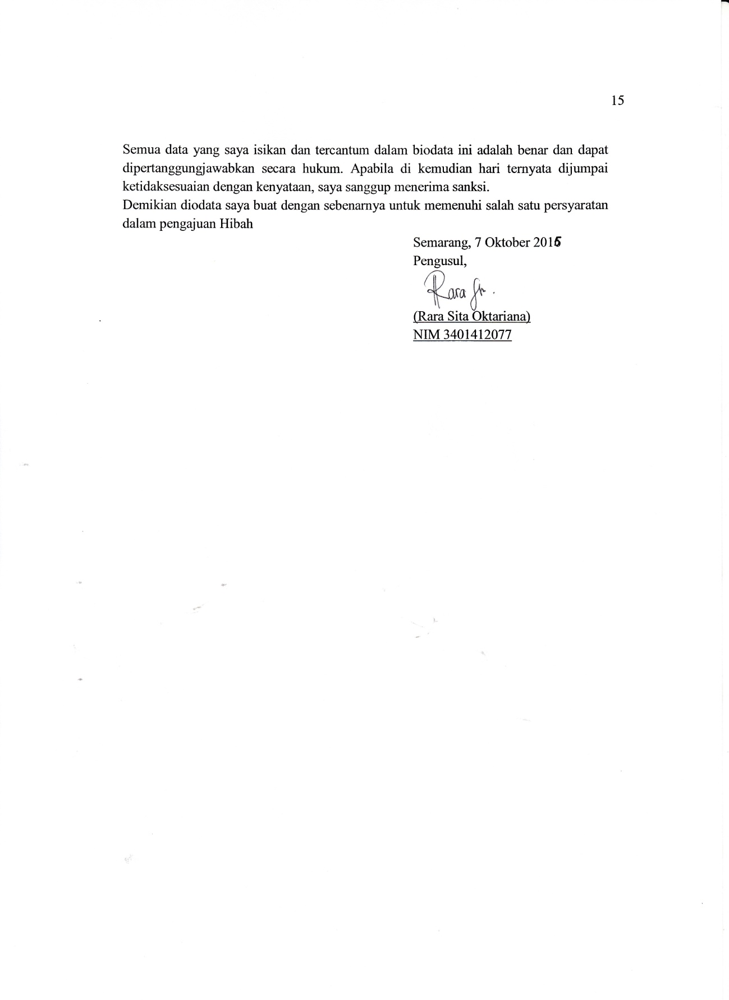 15
Semua data yang saya isikan dan tercantum dalam biodata ini adalah benar dan dapat
dipertanggungjawabkan secara hukum. Apabila di kemudian hari ternyata dijumpai
ketidaksesuaian dengan kenyataan, saya sanggup menerima sanksi.
Demikian diodata saya buat dengan sebenarnya untuk memenuhi salah satu persyaratan
dalam pengajuan Hibah
Semarang, 7 Oktober 2015
Pengusul,
Rara
(Rara Sita Oktariana)
NIM 3401412077